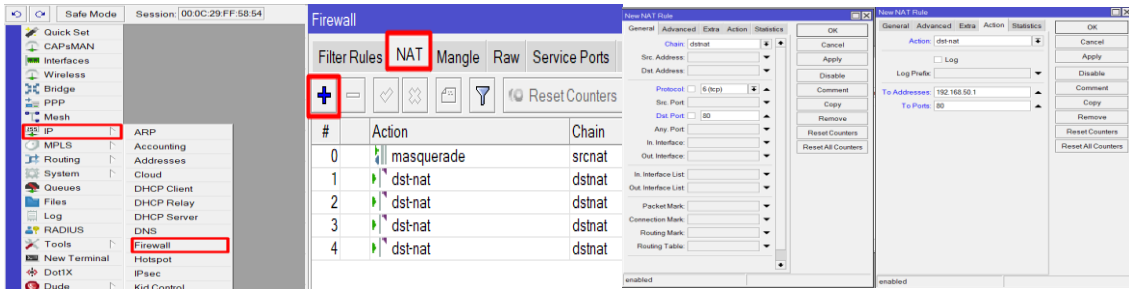 Safe Mode
Session: 00:0C:29:FF:58:54
Quick Set
CAPsMAN
Interfaces
Wireless
Bridge
PPP
Mesh
IP
MPLS
Routing
System
Queues
Files
Log
RADIUS
Tools
New Terminal
Dot1X
Dude
ARP
Accounting
Addresses
Cloud
DHCP Client
DHCP Relay
DHCP Server
DNS
Firewall
Hotspot
IPsec
Kid Control
Firewall
Filter Rules NAT Mangle Raw Service Ports
Reset Counters
# Action Chain
0 masquerade srcnat
1 dst-nat dstnat
2 dst-nat dstnat
3 dst-nat dstnat
4 dst-nat dstnat
New NAT Rule
General Advanced Extra Action Statistics
Chain: dstnat
Src. Address:
Dst. Address:
Protocol: 6 (tcp)
Src. Port:
Dst. Port: 80
Any. Port:
In. Interface:
Out. Interface:
In. Interface List:
Out. Interface List:
Packet Mark:
Connection Mark:
Routing Mark:
Routing Table:
enabled
OK
Cancel
Apply
Disable
Comment
Copy
Remove
Reset Counters
Reset All Counters
New NAT Rule
General Advanced Extra Action Statistics
Action: dst-nat
Log
Log Prefix:
To Addresses: 192.168.50.1
To Ports: 80
enabled
OK
Cancel
Apply
Disable
Comment
Copy
Remove
Reset Counters
Reset All Counters